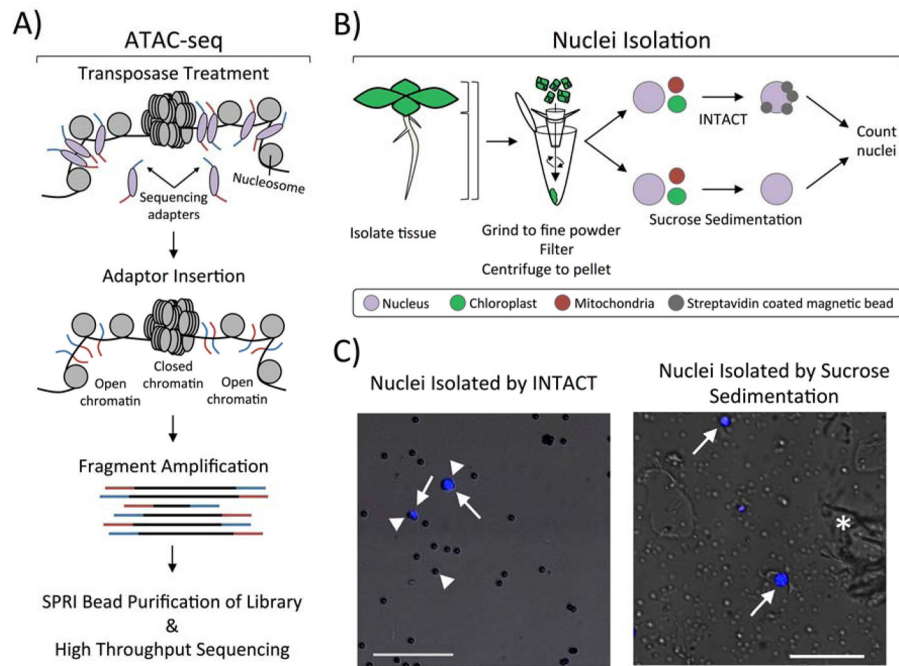 A)
ATAC-seq
Transposase Treatment
Nucleosome
Sequencing
adapters
Adaptor Insertion
Open
chromatin
Closed
chromatin
Open
chromatin
Fragment Amplification
SPRI Bead Purification of Library
&
High Throughput Sequencing
B)
Nuclei Isolation
INTACT
Count
nuclei
Sucrose Sedimentation
Isolate tissue
Grind to fine powder
Filter
Centrifuge to pellet
Nucleus
Chloroplast
Mitochondria
Streptavidin coated magnetic bead
C)
Nuclei Isolated by INTACT
Nuclei Isolated by Sucrose
Sedimentation
*